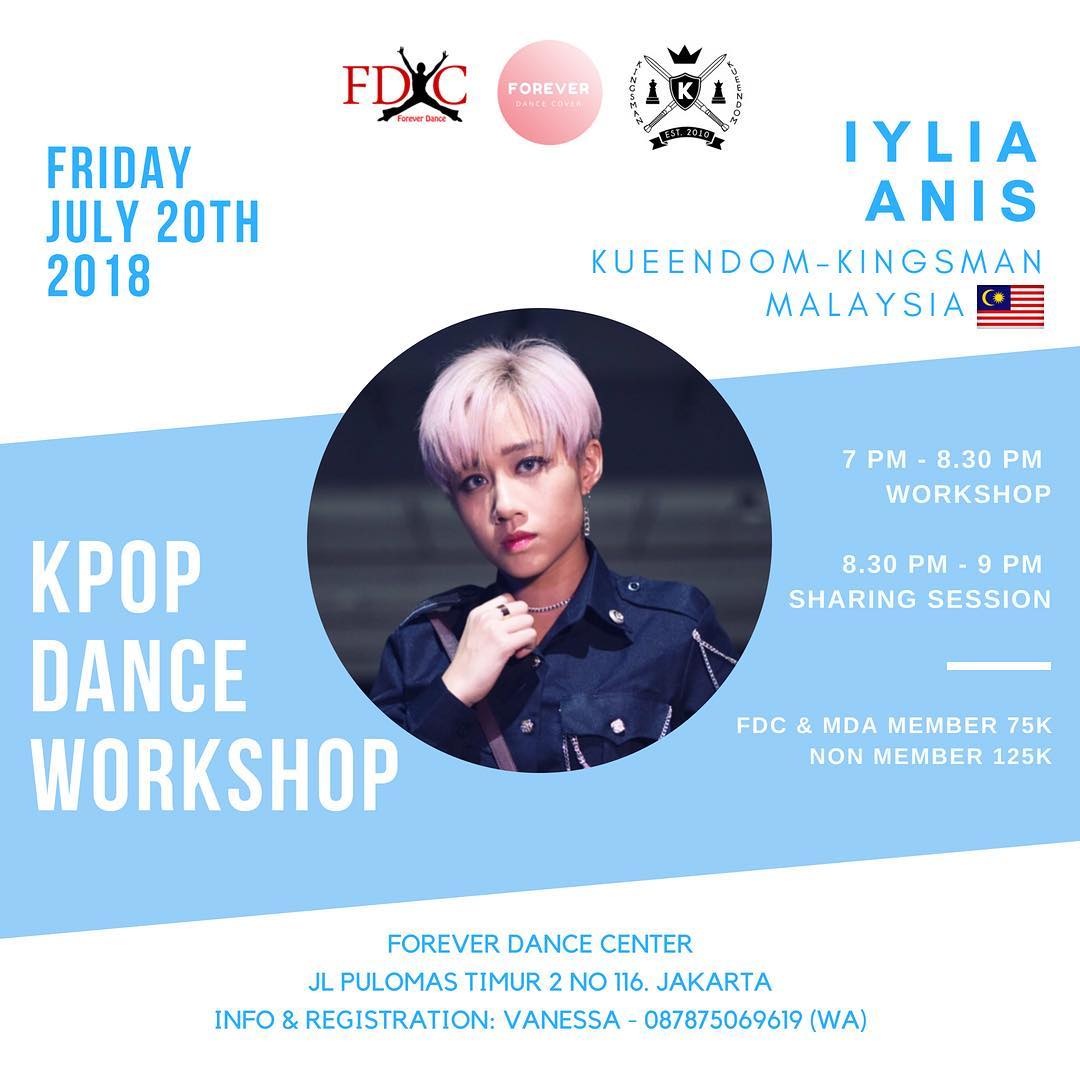 FDC
Forever Dance
FOREVER
DANCE COVER
KINGSMAN
KUEENDOM
K
EST. 2010
FRIDAY
JULY 20TH
2018
IYLIA
ANIS
KUEENDOM-KINGSMAN
MALAYSIA
7 PM - 8.30 PM
WORKSHOP
8.30 PM - 9 PM
SHARING SESSION
KPOP
DANCE
WORKSHOP
FDC & MDA MEMBER 75K
NON MEMBER 125K
FOREVER DANCE CENTER
JL PULOMAS TIMUR 2 NO 116. JAKARTA
INFO & REGISTRATION: VANESSA - 087875069619 (WA)